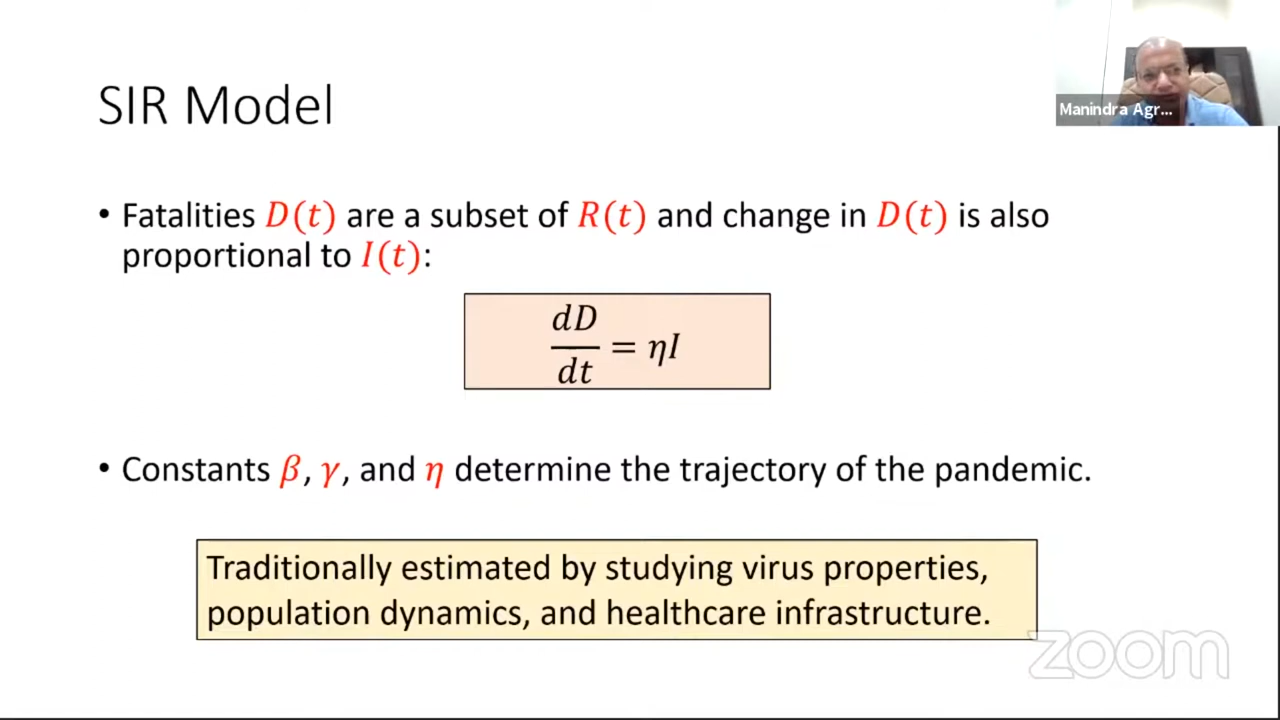 SIR Model
Manindra Agr...
• Fatalities D(t) are a subset of R(t) and change in D(t) is also
proportional to I(t):
dD/dt = ηI
• Constants β, γ, and η determine the trajectory of the pandemic.
Traditionally estimated by studying virus properties,
population dynamics, and healthcare infrastructure.
zoom